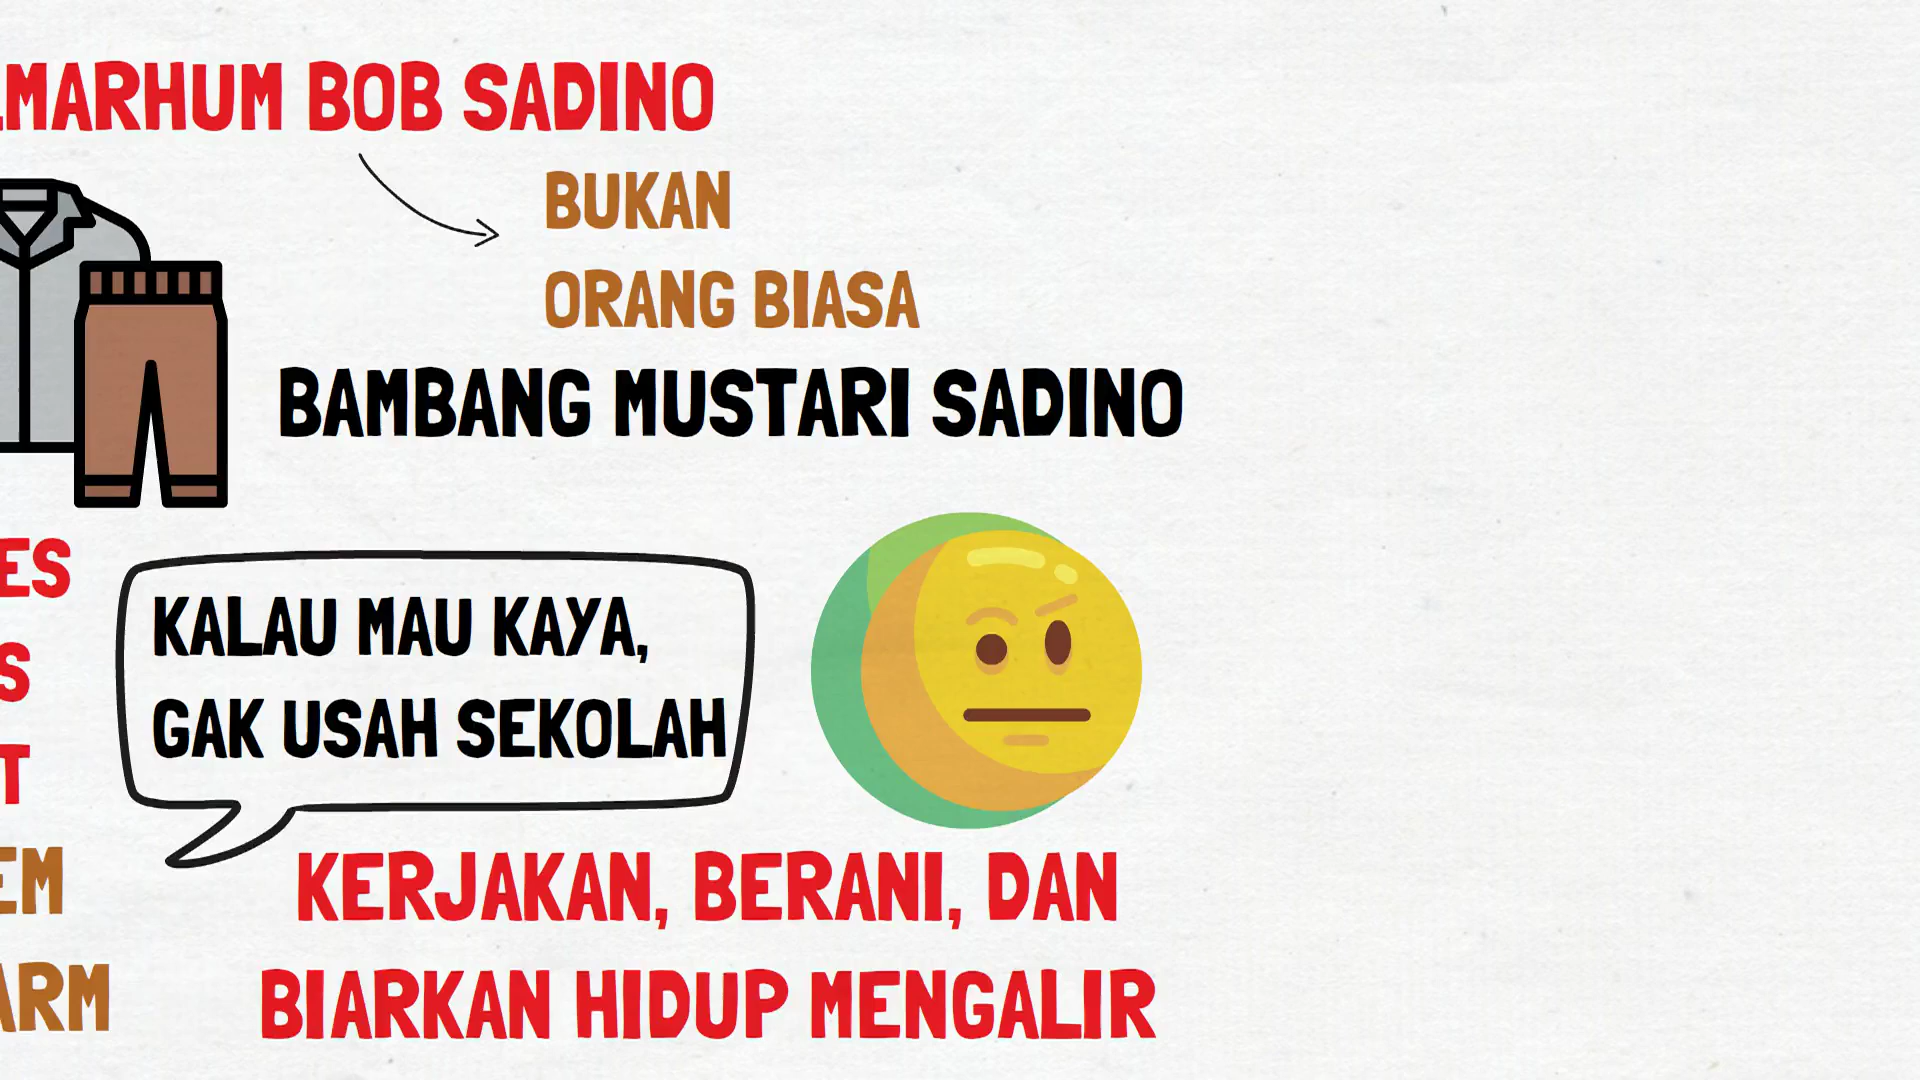 MARHUM BOB SADINO
BUKAN
ORANG BIASA
BAMBANG MUSTARI SADINO
ES
S
T
EM
ARM
KALAU MAU KAYA,
GAK USAH SEKOLAH
KERJAKAN, BERANI, DAN
BIARKAN HIDUP MENGALIR